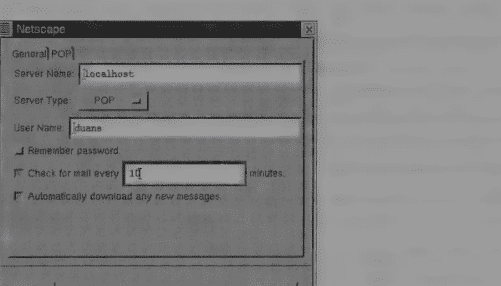 Netscape
General POP
Server Name: localhost
Server Type: POP
User Name: duane
Remember password.
Check for mail every 10 minutes.
Automatically download any new messages.